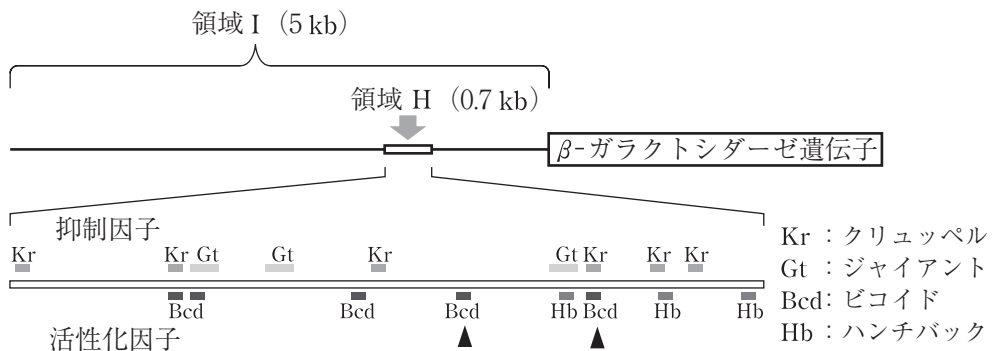 領域 I (5 kb)
領域 H (0.7 kb)
β-ガラクトシダーゼ遺伝子
抑制因子
Kr Kr Gt Gt Kr Gt Kr Kr Kr
Bcd Bcd Bcd Hb Bcd Hb Hb
活性化因子
Kr : クリュッペル
Gt : ジャイアント
Bcd: ビコイド
Hb : ハンチバック